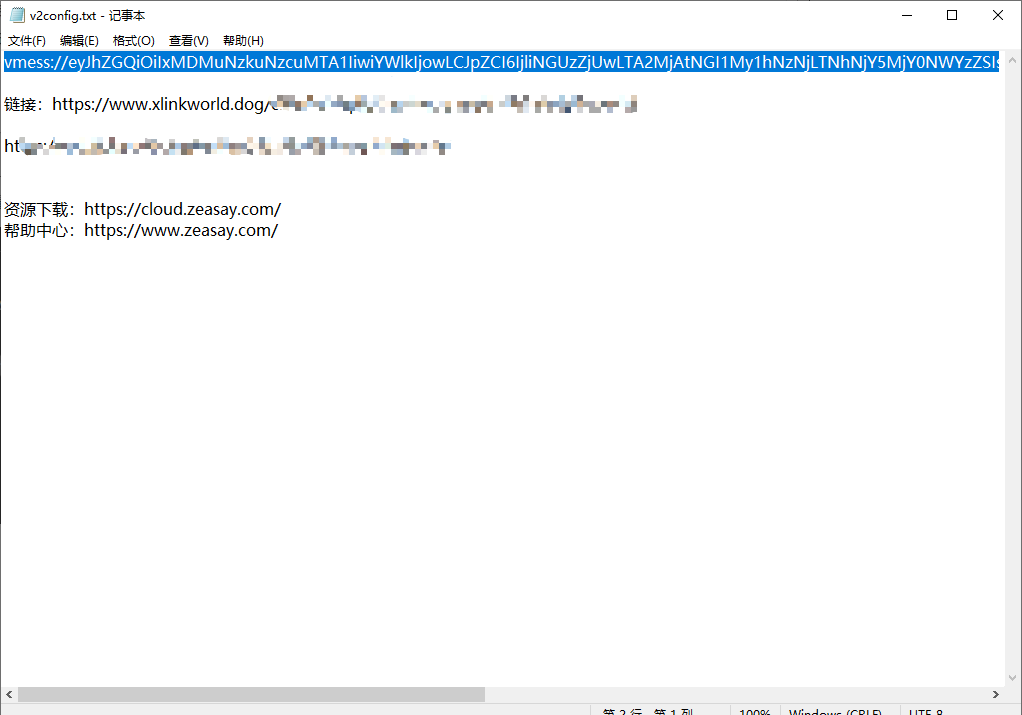 v2config.txt - 记事本
文件(F) 编辑(E) 格式(O) 查看(V) 帮助(H)
vmess://eyJhZGQiOiIxMDMuNzkuNzcuMTA1IiwiYWlkIjowLCJpZCI6IjliNGUzZjUwLTA2MjAtNGI1My1hNzNjLTNhNjY5MjY0NWYzZSIs
链接：https://www.xlinkworld.dog/
ht
资源下载：https://cloud.zeasay.com/
帮助中心：https://www.zeasay.com/
第 2 行，第 1 列 100% Windows (CRLF) UTF-8